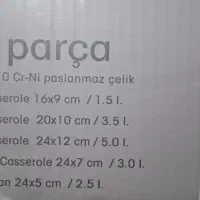 parça
0 Cr-Ni paslanmaz çelik
serole 16x9 cm / 1.5 l.
serole 20x10 cm / 3.5 l.
serole 24x12 cm / 5.0 l.
Casserole 24x7 cm / 3.0 l.
an 24x5 cm / 2.5 l.